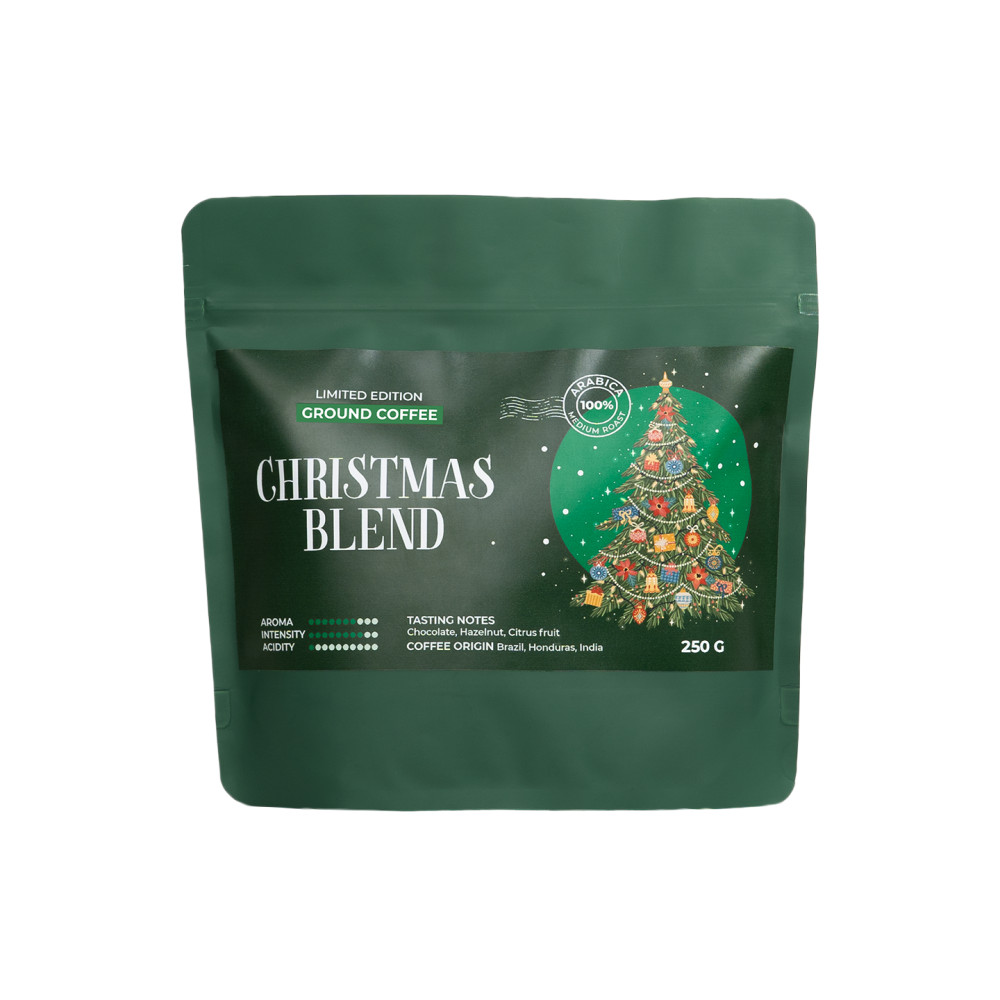 LIMITED EDITION
GROUND COFFEE
CHRISTMAS
BLEND
ARABICA
100%
MEDIUM ROAST
AROMA
INTENSITY
ACIDITY
TASTING NOTES
Chocolate, Hazelnut, Citrus fruit
COFFEE ORIGIN Brazil, Honduras, India
250 G